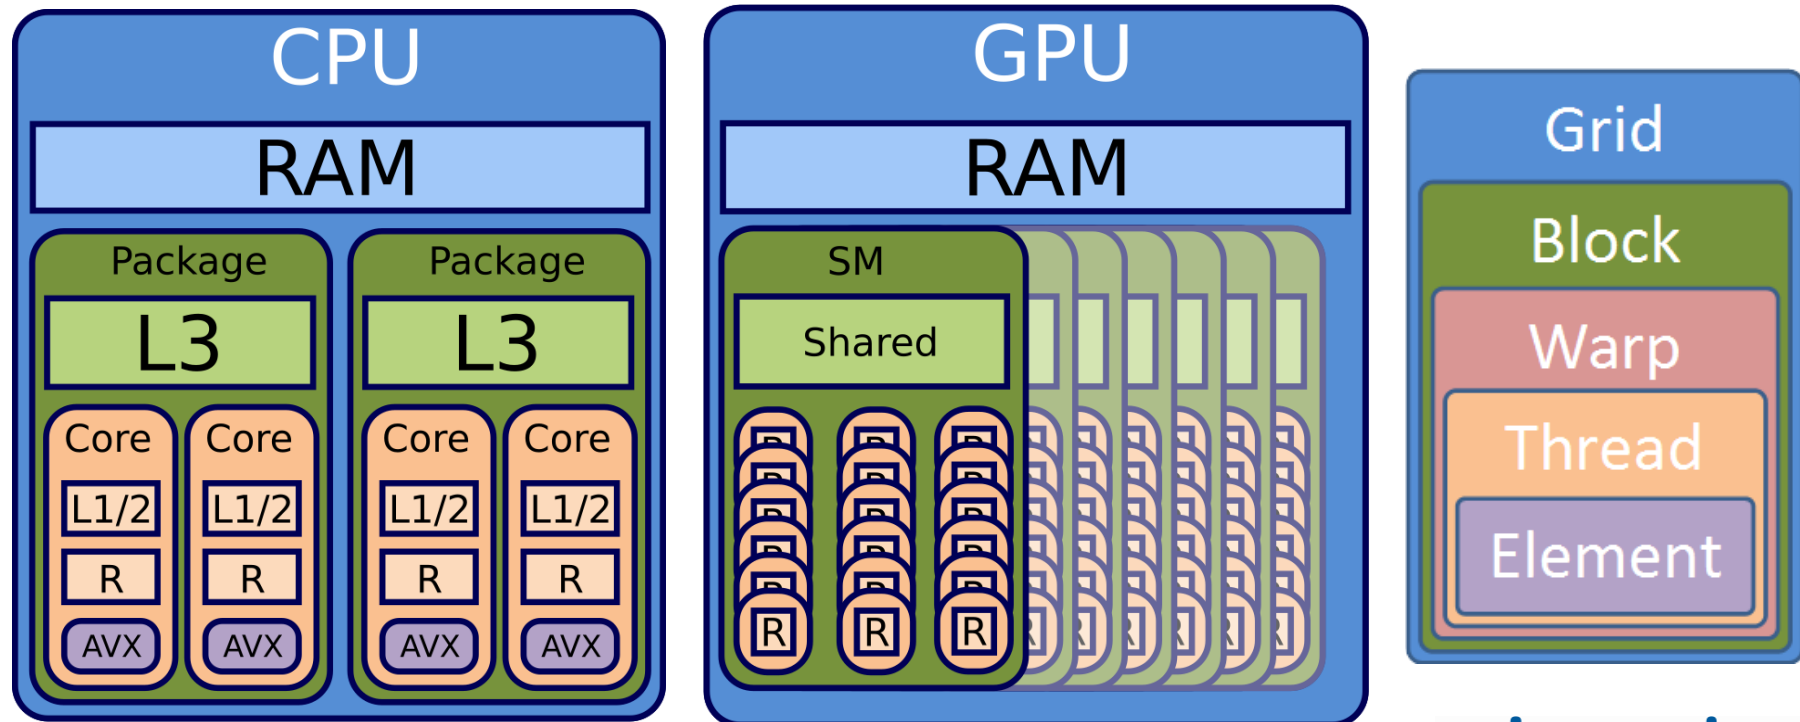 CPU
RAM
Package Package
L3 L3
Core Core Core Core
L1/2 L1/2 L1/2 L1/2
R R R R
AVX AVX AVX AVX
GPU
RAM
SM
Shared
R R R
Grid
Block
Warp
Thread
Element